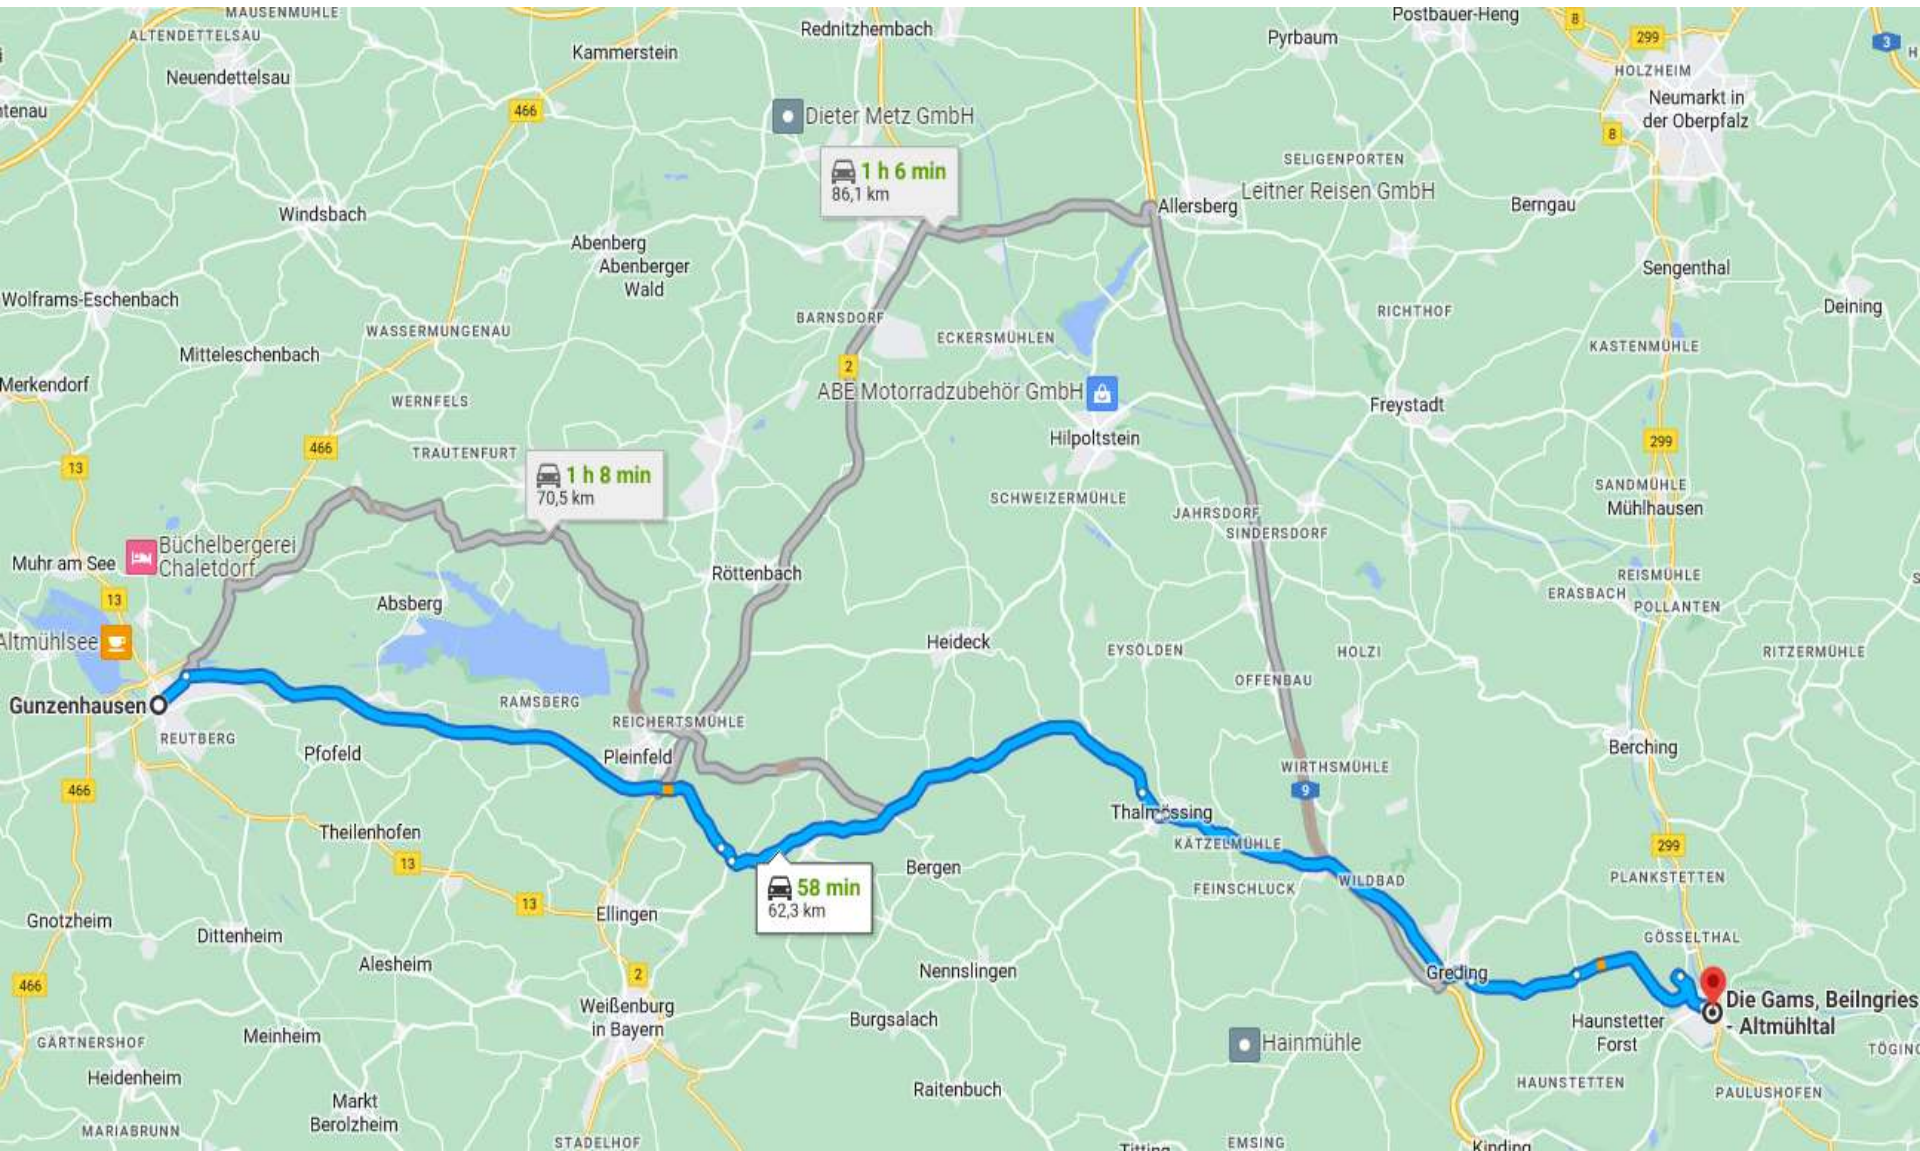 MAUSENMÜHLE
ALTENDETTELSAU
Neuendettelsau
Kammerstein
Rednitzhembach
Pyrbaum
Postbauer-Heng
8
299
3
HOLZHEIM
Neumarkt in
der Oberpfalz
8
ntenau
466
Dieter Metz GmbH
1 h 6 min
86,1 km
SELIGENPORTEN
Leitner Reisen GmbH
Allersberg
Berngau
Windsbach
Abenberg
Abenberger
Wald
Sengenthal
Wolframs-Eschenbach
Deining
BARNSDORF
RICHTHOF
WASSERMUNGENAU
ECKERSMÜHLEN
KASTENMÜHLE
Mitteleschenbach
2
Merkendorf
ABE Motorradzubehör GmbH
WERNFELS
Freystadt
Hilpoltstein
299
466
TRAUTENFURT
13
1 h 8 min
70,5 km
SCHWEIZERMÜHLE
SANDMÜHLE
Mühlhausen
JAHRSDORF
SINDERSDORF
Büchelbergerei
Chaletdorf
Muhr am See
Röttenbach
REISMÜHLE
ERASBACH
POLLANTEN
13
Absberg
Altmühlsee
Heideck
EYSÖLDEN
HOLZI
RITZERMÜHLE
OFFENBAU
Gunzenhausen
RAMSBERG
REICHERTSMÜHLE
REUTBERG
Pfofeld
Pleinfeld
Berching
WIRTHSMÜHLE
466
9
Thalmässing
Theilenhofen
KÄTZELMÜHLE
299
13
Bergen
FEINSCHLUCK
WILDBAD
PLANKSTETTEN
58 min
62,3 km
13
Ellingen
Gnotzheim
Dittenheim
GÖSSELTHAL
Alesheim
2
Nennslingen
Greding
466
Die Gams, Beilngries
- Altmühltal
Weißenburg
in Bayern
Burgsalach
Haunstetter
Forst
GÄRTNERSHOF
Meinheim
Hainmühle
TÖGING
Heidenheim
Raitenbuch
HAUNSTETTEN
PAULUSHOFEN
Markt
Berolzheim
MARIABRUNN
STADELHOF
Titting
EMSING
Kinding